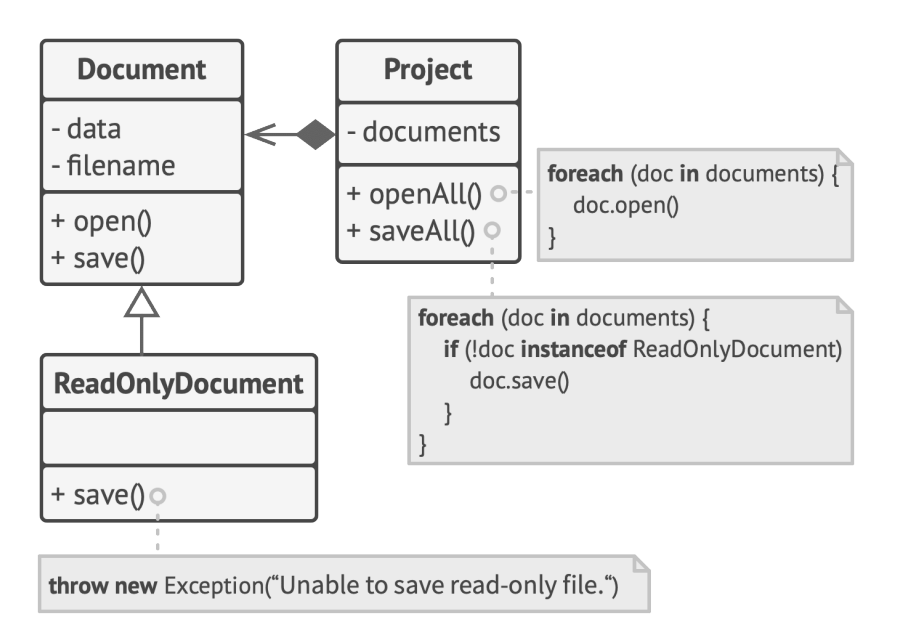 Document
- data
- filename
+ open()
+ save()
Project
- documents
+ openAll()
+ saveAll()
foreach (doc in documents) {
doc.open()
}
foreach (doc in documents) {
if (!doc instanceof ReadOnlyDocument)
doc.save()
}
}
ReadOnlyDocument
+ save()
throw new Exception(“Unable to save read-only file.“)